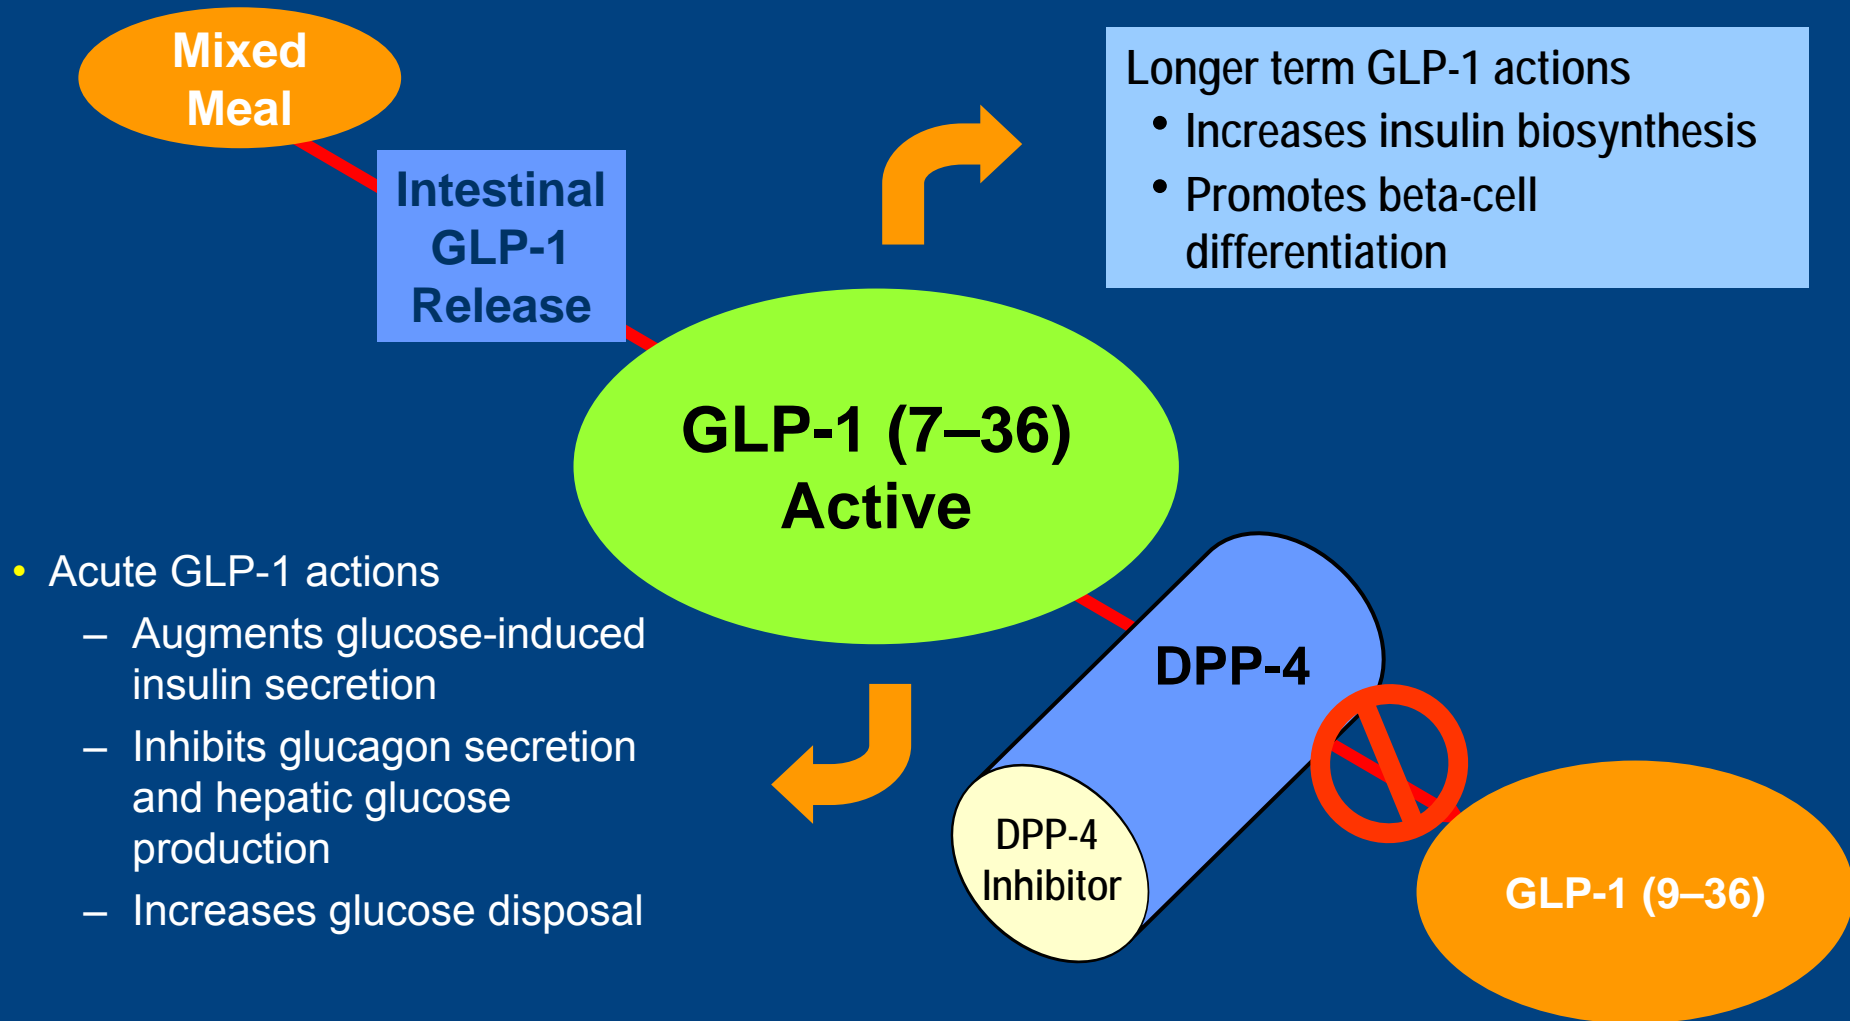 Mixed
Meal
Intestinal
GLP-1
Release
Longer term GLP-1 actions
• Increases insulin biosynthesis
• Promotes beta-cell
differentiation
GLP-1 (7–36)
Active
• Acute GLP-1 actions
– Augments glucose-induced
insulin secretion
– Inhibits glucagon secretion
and hepatic glucose
production
– Increases glucose disposal
DPP-4
DPP-4
Inhibitor
GLP-1 (9–36)